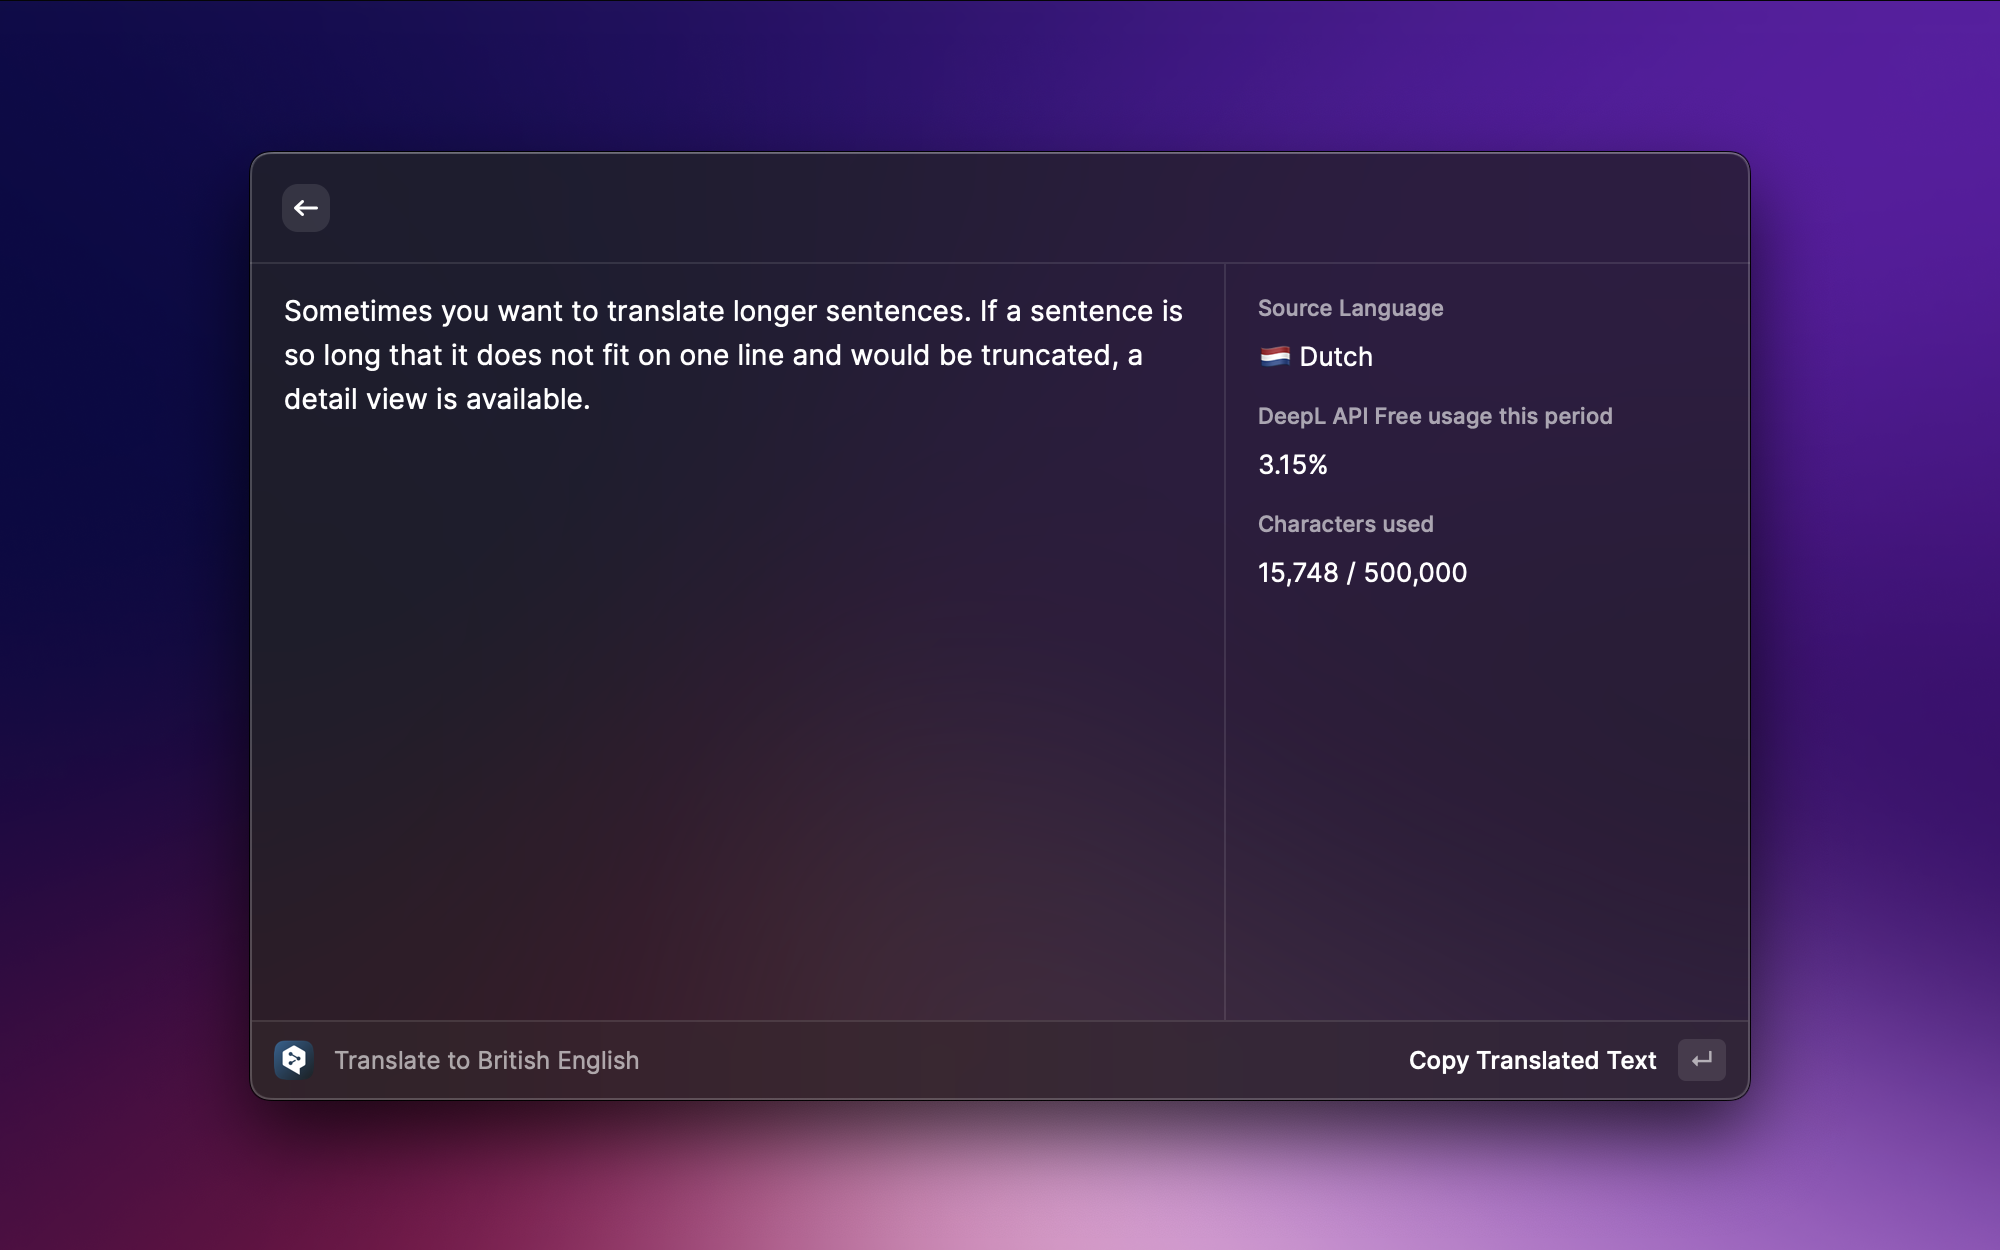 Sometimes you want to translate longer sentences. If a sentence is
so long that it does not fit on one line and would be truncated, a
detail view is available.
Source Language
Dutch
DeepL API Free usage this period
3.15%
Characters used
15,748 / 500,000
Translate to British English
Copy Translated Text